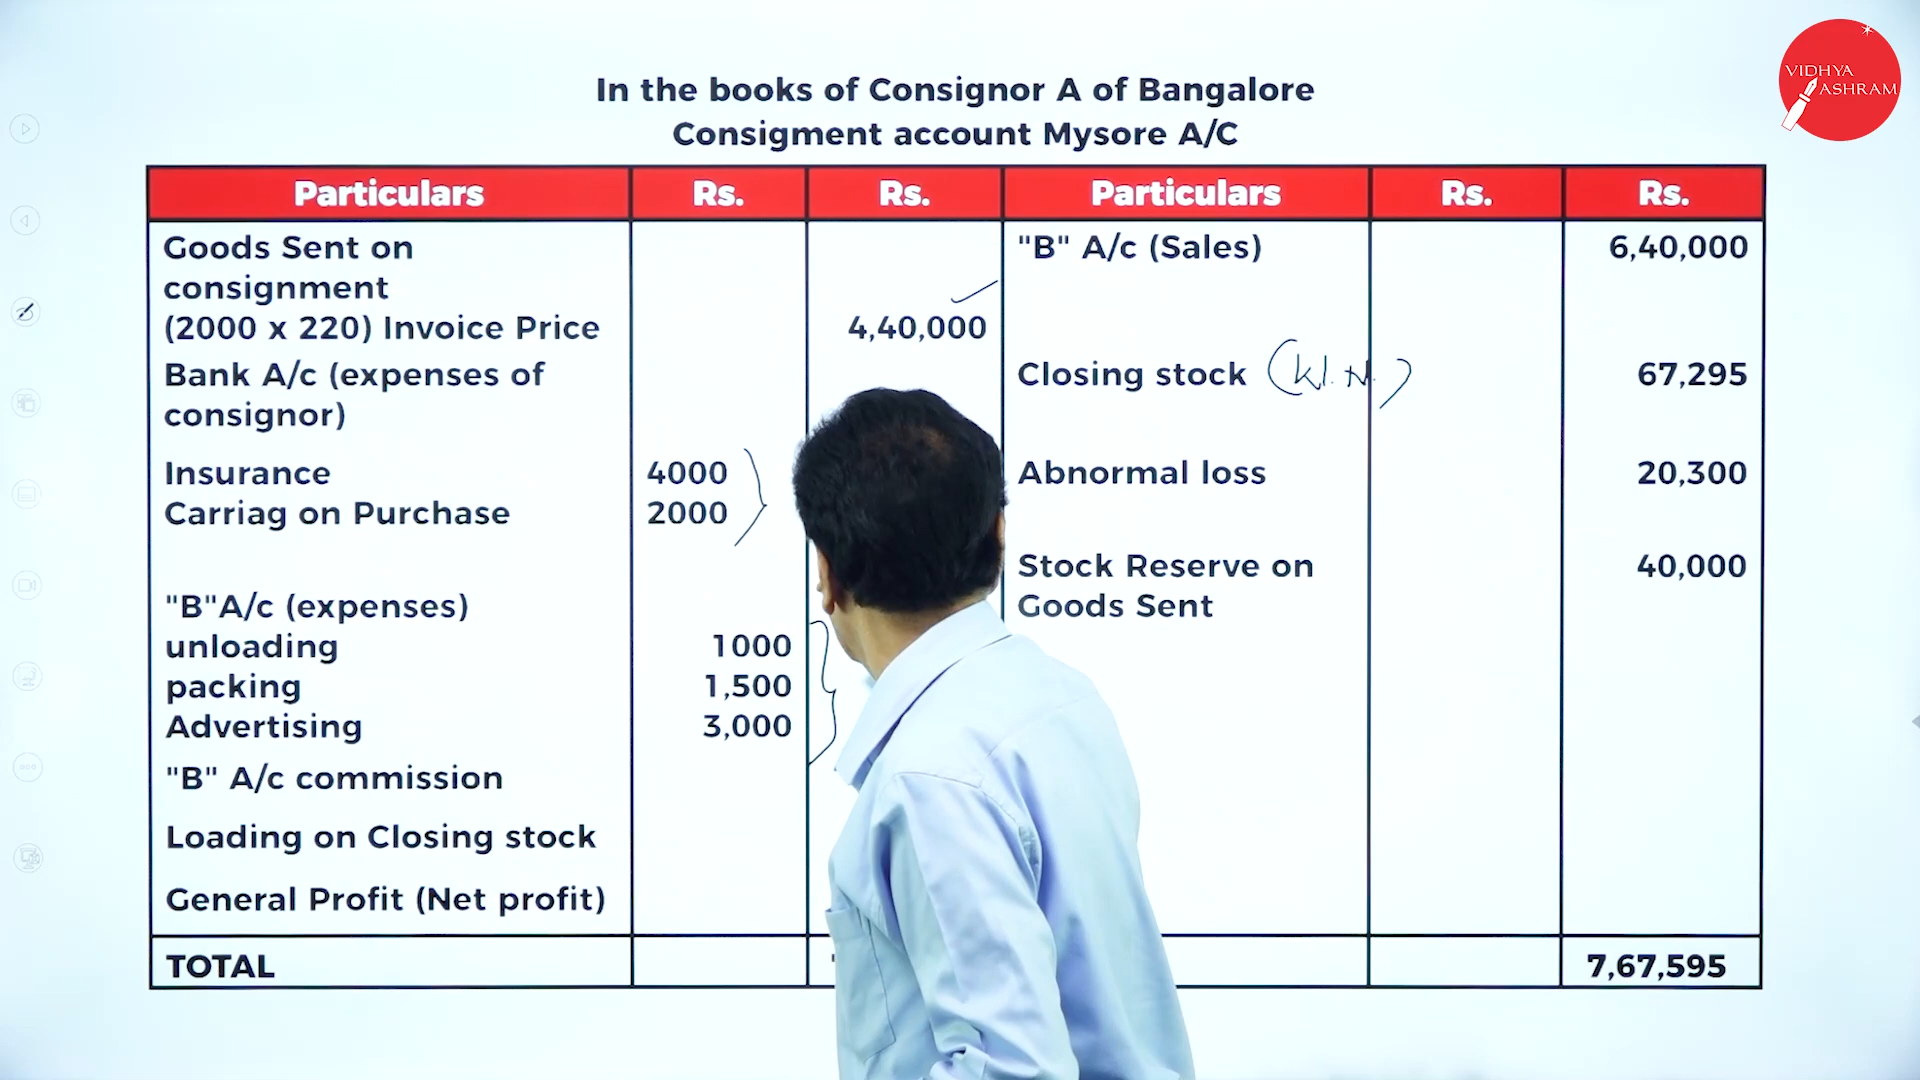 VIDHYA
ASHRAM
In the books of Consignor A of Bangalore
Consigment account Mysore A/C
Particulars Rs. Rs. Particulars Rs. Rs.
Goods Sent on "B" A/c (Sales) 6,40,000
consignment
(2000 x 220) Invoice Price 4,40,000
Bank A/c (expenses of Closing stock 67,295
consignor)
Insurance 4000 Abnormal loss 20,300
Carriag on Purchase 2000
Stock Reserve on 40,000
"B"A/c (expenses) Goods Sent
unloading 1000
packing 1,500
Advertising 3,000
"B" A/c commission
Loading on Closing stock
General Profit (Net profit)
TOTAL 7,67,595